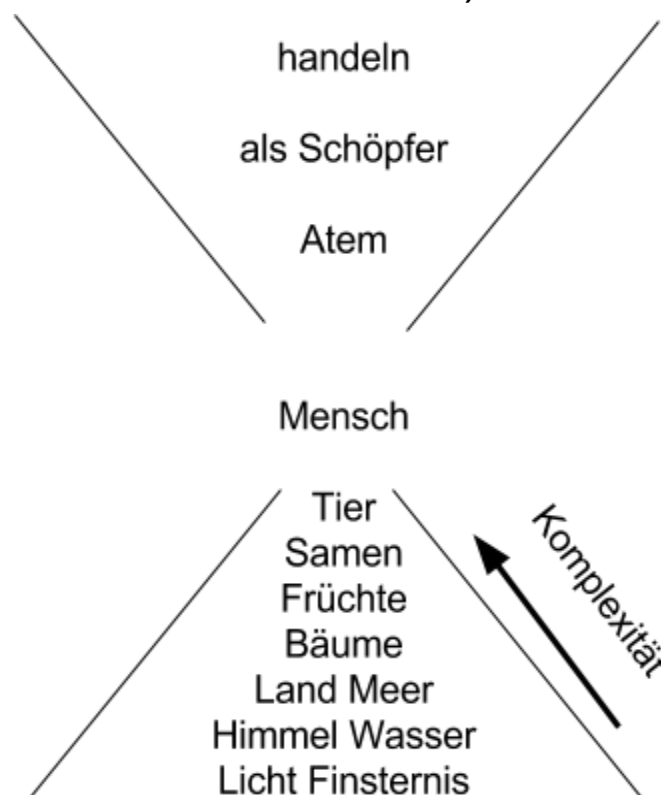 handeln
als Schöpfer
Atem
Mensch
Tier
Samen
Früchte
Bäume
Land Meer
Himmel Wasser
Licht Finsternis
Komplexität